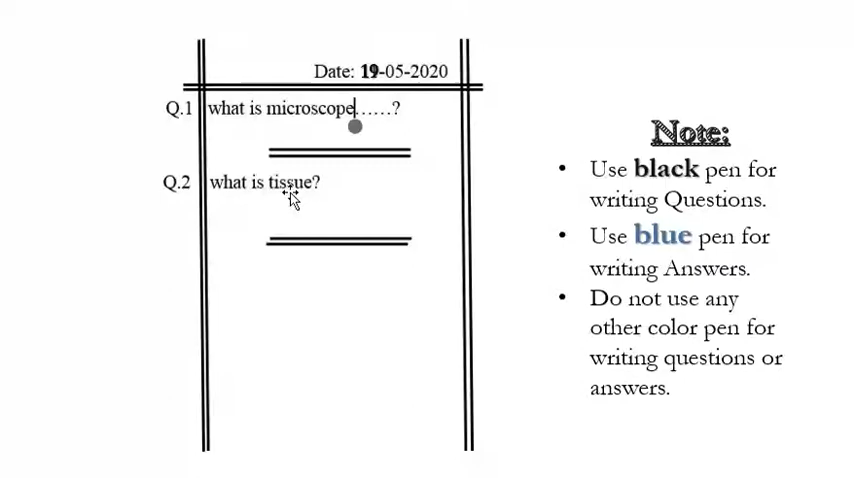 Date: 19-05-2020
Q.1 what is microscope......?
Q.2 what is tissue?
Note:
• Use black pen for
writing Questions.
• Use blue pen for
writing Answers.
• Do not use any
other color pen for
writing questions or
answers.